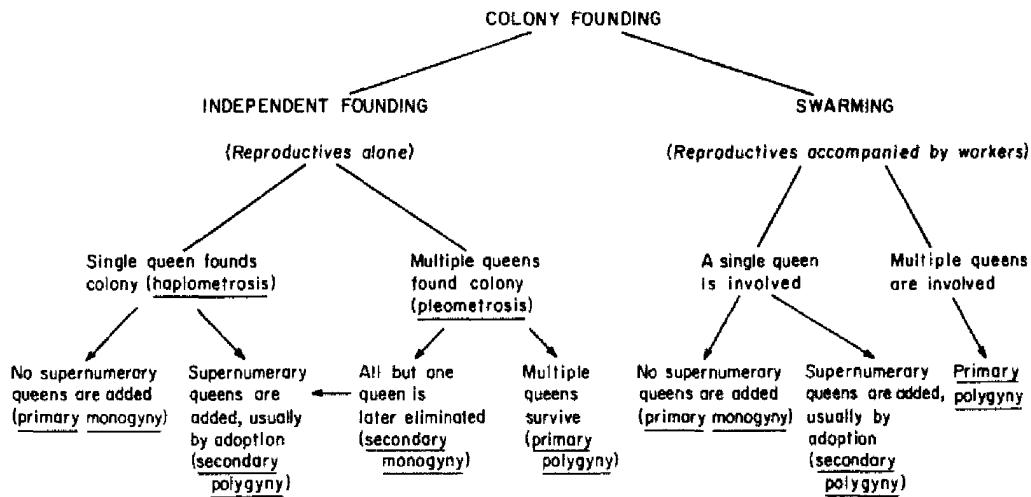 COLONY FOUNDING
INDEPENDENT FOUNDING
(Reproductives alone)
SWARMING
(Reproductives accompanied by workers)
Single queen founds
colony (haplometrosis)
Multiple queens
found colony
(pleometrosis)
A single queen
is involved
Multiple queens
are involved
No supernumerary
queens are added
(primary monogyny)
Supernumerary
queens are
added, usually
by adoption
(secondary
polygyny)
All but one
queen is
later eliminated
(secondary
monogyny)
Multiple
queens
survive
(primary
polygyny)
No supernumerary
queens are added
(primary monogyny)
Supernumerary
queens are added,
usually by
adoption
(secondary
polygyny)
Primary
polygyny